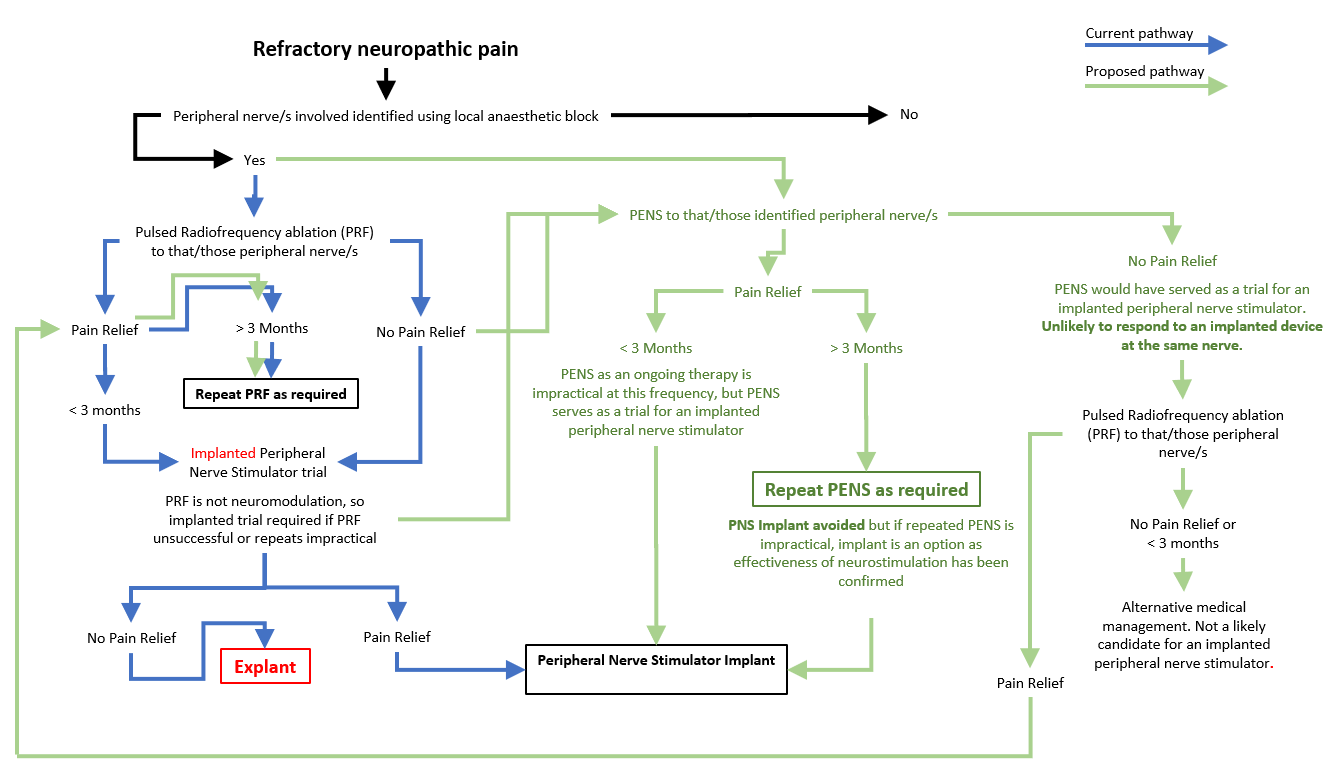 Refractory neuropathic pain
Current pathway
Proposed pathway
Peripheral nerve/s involved identified using local anaesthetic block
No
Yes
Pulsed Radiofrequency ablation (PRF)
to that/those peripheral nerve/s
Pain Relief
> 3 Months
No Pain Relief
Repeat PRF as required
< 3 months
Implanted Peripheral
Nerve Stimulator trial
PRF is not neuromodulation, so
implanted trial required if PRF
unsuccessful or repeats impractical
No Pain Relief
Pain Relief
Explant
PENS to that/those identified peripheral nerve/s
Pain Relief
< 3 Months
> 3 Months
PENS as an ongoing therapy is
impractical at this frequency, but PENS
serves as a trial for an implanted
peripheral nerve stimulator
Repeat PENS as required
PNS Implant avoided but if repeated PENS is
impractical, implant is an option as
effectiveness of neurostimulation has been
confirmed
Peripheral Nerve Stimulator Implant
No Pain Relief
PENS would have served as a trial for an
implanted peripheral nerve stimulator.
Unlikely to respond to an implanted device
at the same nerve.
Pulsed Radiofrequency ablation
(PRF) to that/those peripheral
nerve/s
No Pain Relief or
< 3 months
Alternative medical
management. Not a likely
candidate for an implanted
peripheral nerve stimulator.
Pain Relief